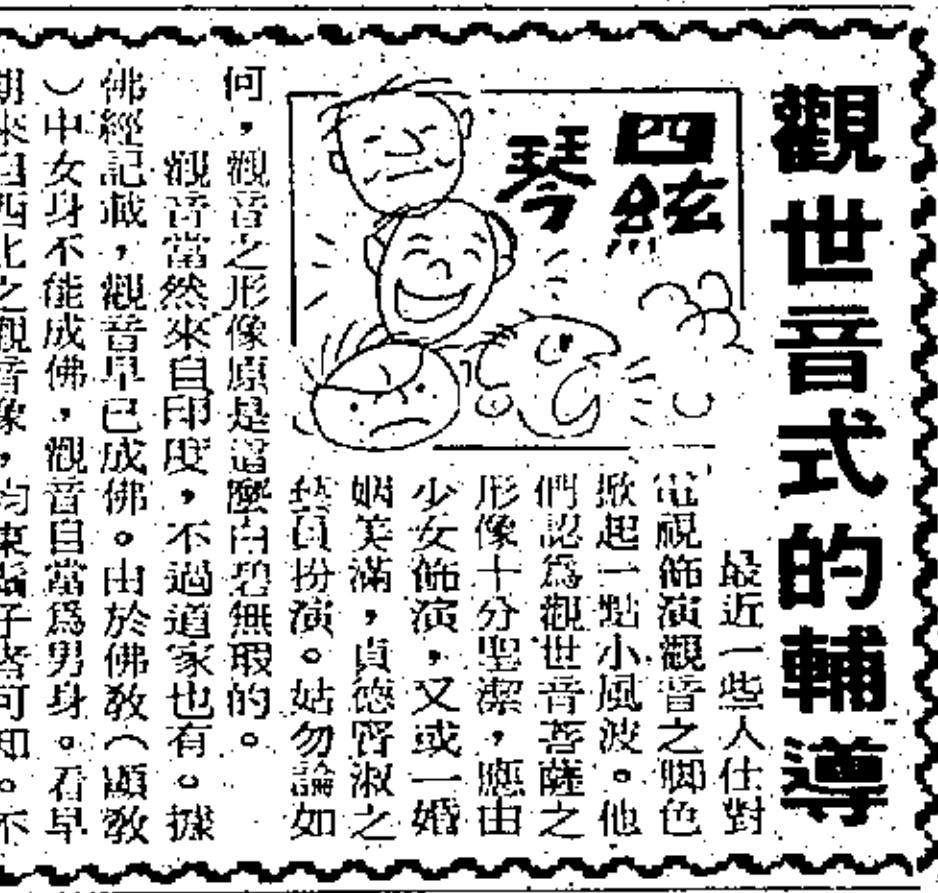 觀世音式的輔導
四絃
琴
最近一些人仕對
電視飾演觀音之脚色
掀起一點小風波。他
們認爲觀世音菩薩之
形像十分聖潔，應由
少女飾演，又或一婚
姻美滿，貞德賢淑之
藝員扮演。姑勿論如
何，觀音之形像原是這麼白碧無瑕的。
觀音當然來自印度，不過道家也有。據
佛經記載，觀音早已成佛。由於佛教（顯教
）中女身不能成佛，觀音自當爲男身。看早
期來自西北之觀音像，均束鬍子者可知。不